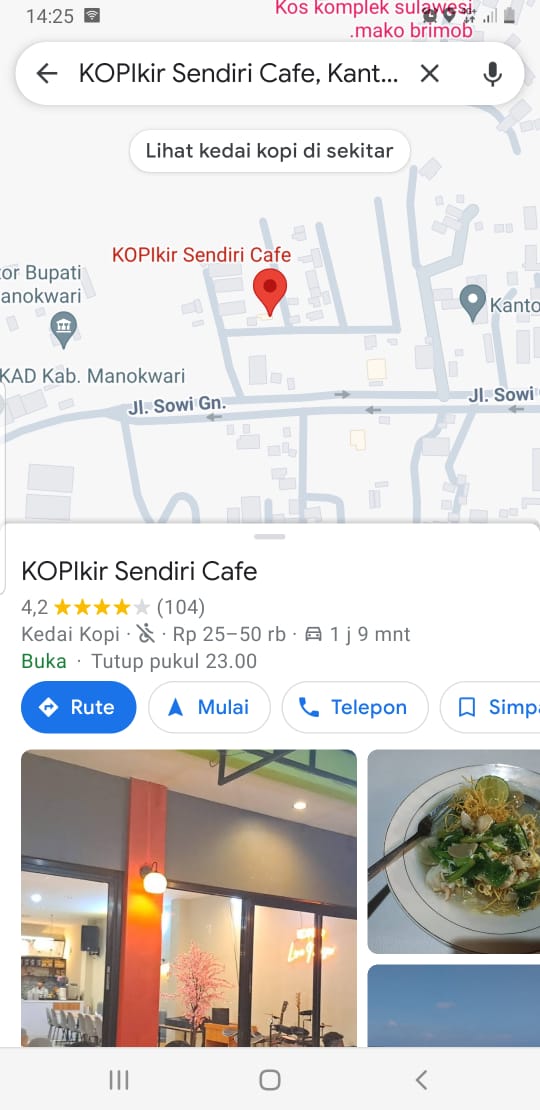 Kos komplek sulawesi
.mako brimob
14:25
KOPIkir Sendiri Cafe, Kant...
Lihat kedai kopi di sekitar
KOPIkir Sendiri Cafe
or Bupati
anokwari
Kanto
KAD Kab. Manokwari
Jl. Sowi Gn.
Jl. Sowi
KOPIkir Sendiri Cafe
4,2 (104)
Kedai Kopi · Rp 25–50 rb · 1 j 9 mnt
Buka · Tutup pukul 23.00
Rute
Mulai
Telepon
Simpa